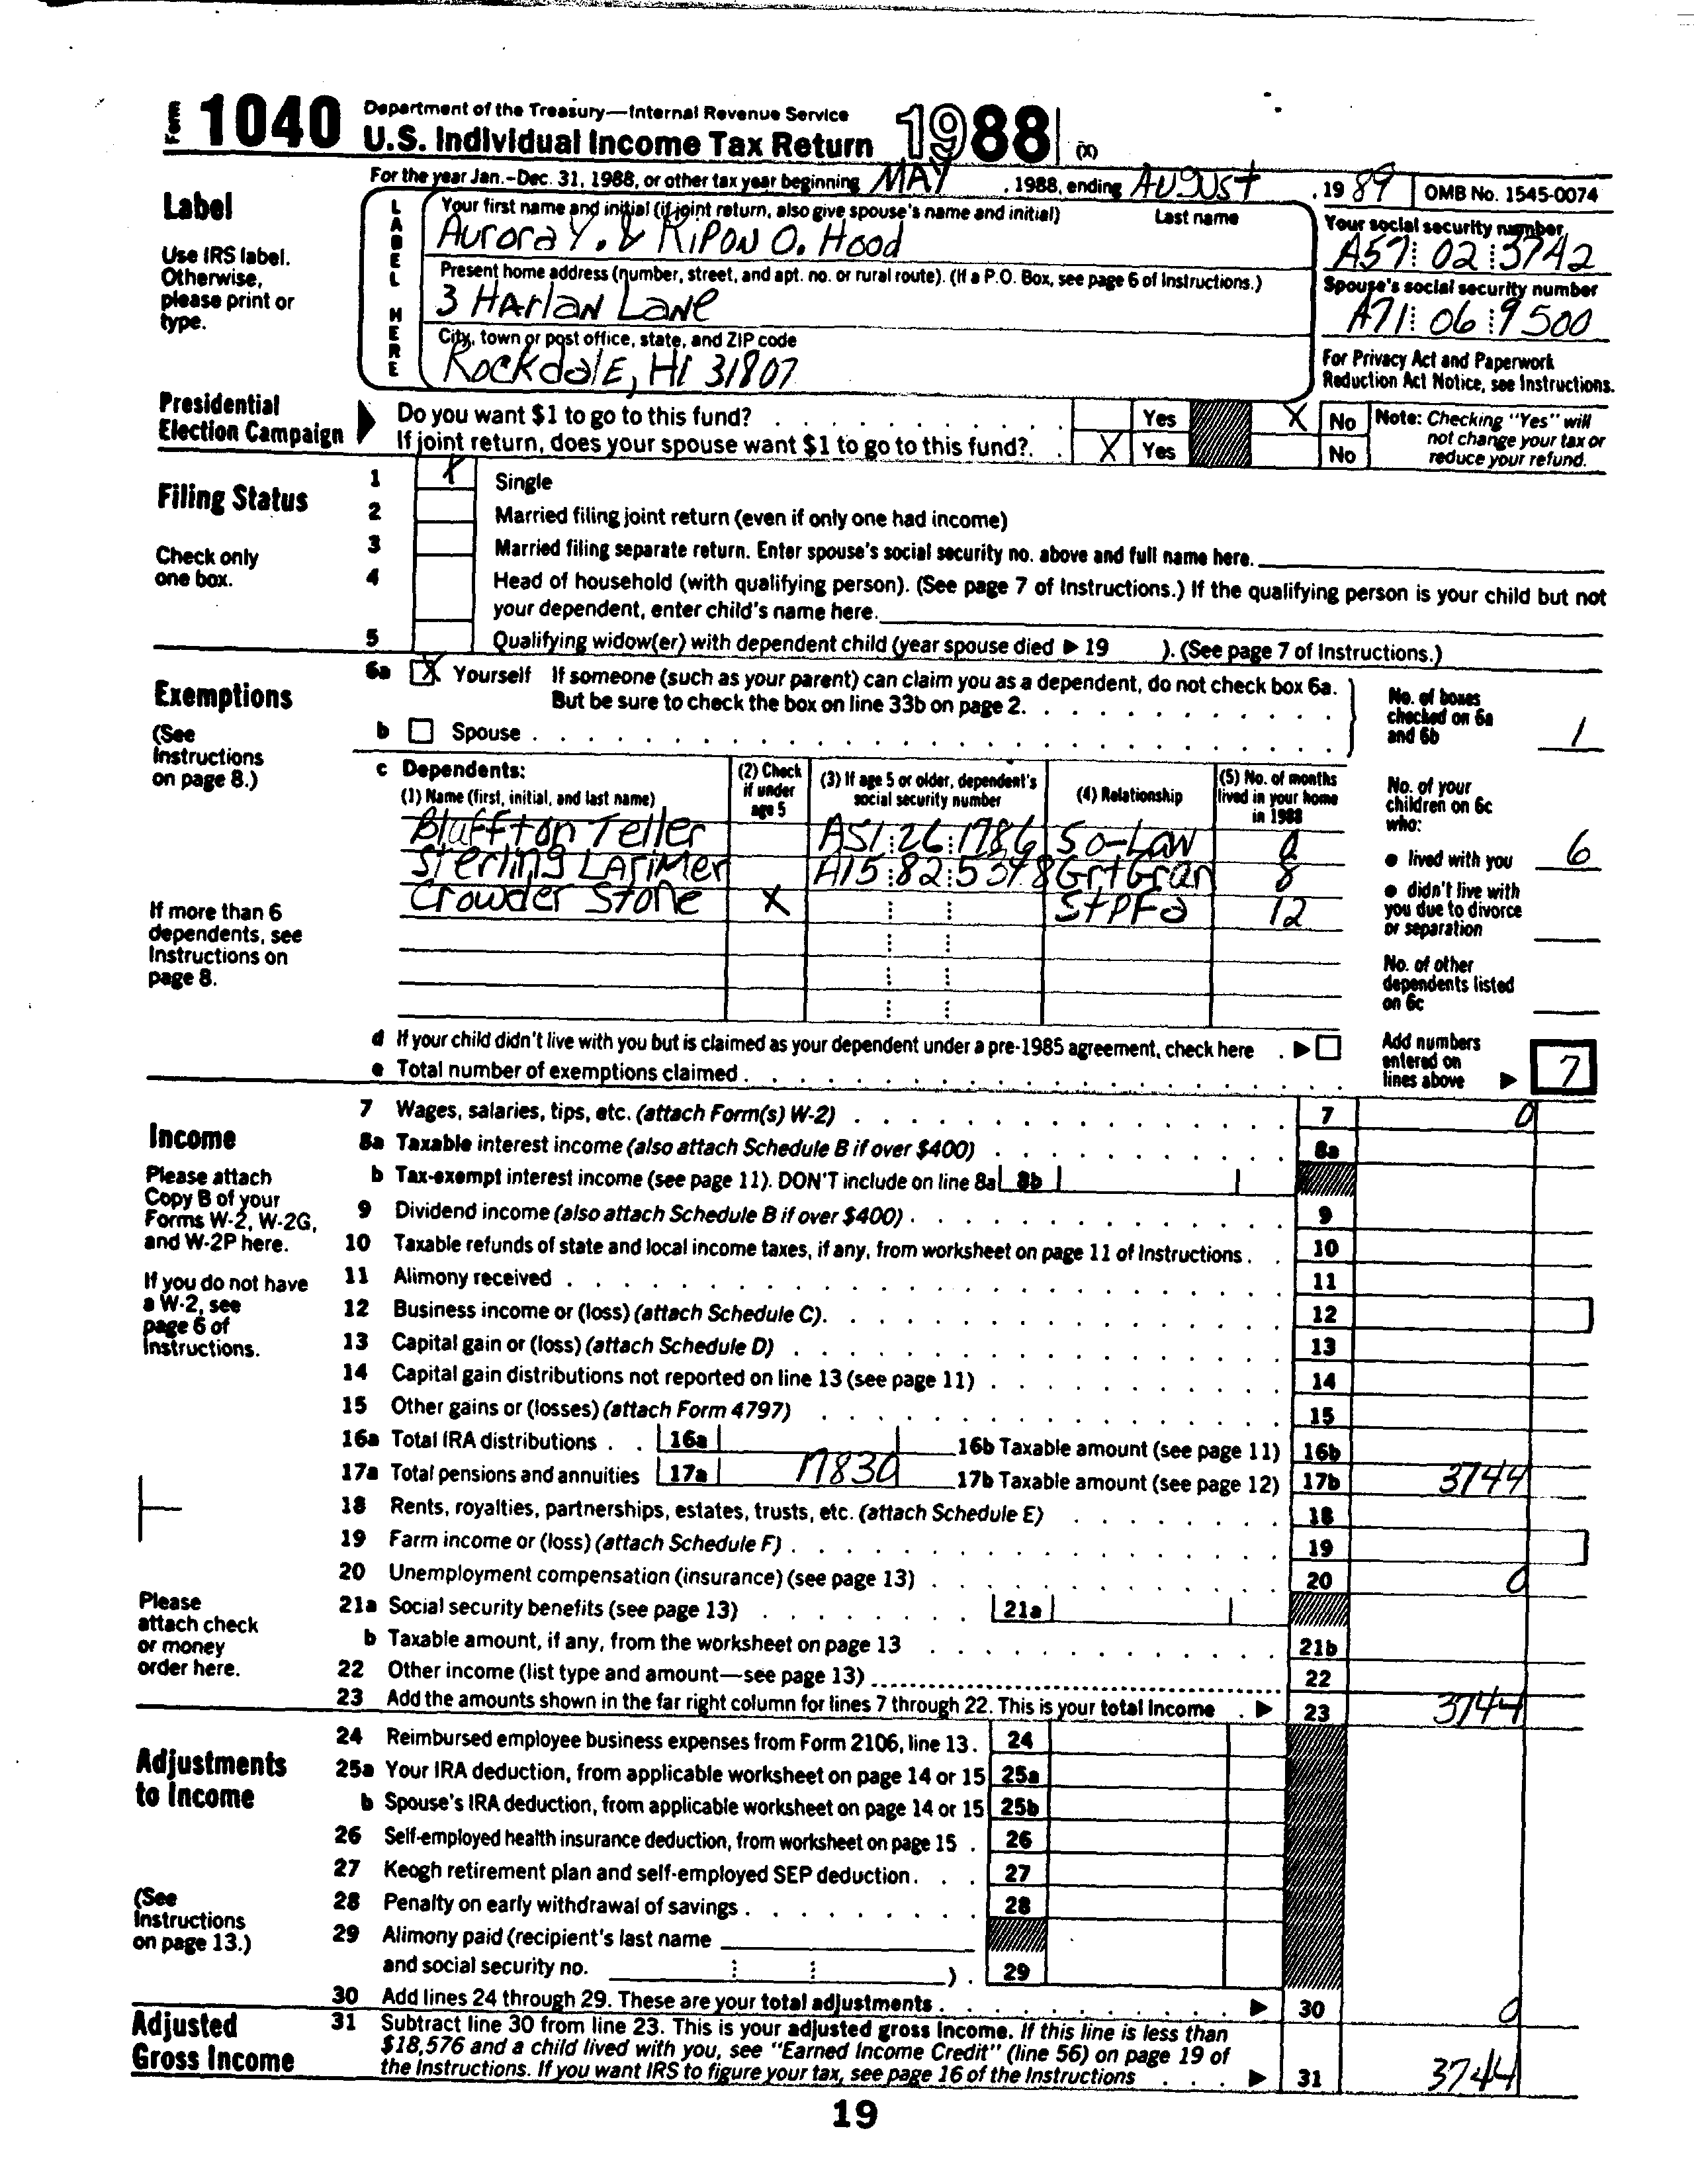 Form 1040 Department of the Treasury—Internal Revenue Service
U.S. Individual Income Tax Return 1988 (X)
For the year Jan.-Dec. 31, 1988, or other tax year beginning MAY , 1988, ending AUGUST , 19 89 OMB No. 1545-0074
Label
Use IRS label.
Otherwise,
please print or
type.
LABEL HERE
Your first name and initial (if joint return, also give spouse's name and initial) Last name
Aurora Y. & RIPON O. Hood
Your social security number
A57 02 3742
Present home address (number, street, and apt. no. or rural route). (If a P.O. Box, see page 6 of Instructions.)
3 HArlaN LaNE
Spouse's social security number
A71 06 9500
City, town or post office, state, and ZIP code
ROCKdalE, HI 31807
For Privacy Act and Paperwork
Reduction Act Notice, see Instructions.
Presidential
Election Campaign
Do you want $1 to go to this fund? Yes X No
If joint return, does your spouse want $1 to go to this fund? X Yes No
Note: Checking "Yes" will
not change your tax or
reduce your refund.
Filing Status
Check only
one box.
1 X Single
2 Married filing joint return (even if only one had income)
3 Married filing separate return. Enter spouse's social security no. above and full name here.
4 Head of household (with qualifying person). (See page 7 of Instructions.) If the qualifying person is your child but not
your dependent, enter child's name here.
5 Qualifying widow(er) with dependent child (year spouse died ▶ 19 ). (See page 7 of Instructions.)
Exemptions
(See
Instructions
on page 8.)
6a X Yourself If someone (such as your parent) can claim you as a dependent, do not check box 6a.
But be sure to check the box on line 33b on page 2.
b Spouse
No. of boxes
checked on 6a
and 6b 1
c Dependents:
(1) Name (first, initial, and last name)
(2) Check
if under
age 5
(3) If age 5 or older, dependent's
social security number
(4) Relationship
(5) No. of months
lived in your home
in 1988
Bluffton Teller A51 26 1786 So-Law
Sterling LArimer A15 82 5398 GrtGran 8
Crowder Stone X StPFa 12
No. of your
children on 6c
who:
● lived with you 6
● didn't live with
you due to divorce
or separation
No. of other
dependents listed
on 6c
If more than 6
dependents, see
Instructions on
page 8.
d If your child didn't live with you but is claimed as your dependent under a pre-1985 agreement, check here ▶
e Total number of exemptions claimed
Add numbers
entered on
lines above ▶ 7
Income
Please attach
Copy B of your
Forms W-2, W-2G,
and W-2P here.
If you do not have
a W-2, see
page 6 of
Instructions.
Please
attach check
or money
order here.
7 Wages, salaries, tips, etc. (attach Form(s) W-2) 7 0
8a Taxable interest income (also attach Schedule B if over $400) 8a
b Tax-exempt interest income (see page 11). DON'T include on line 8a 8b
9 Dividend income (also attach Schedule B if over $400) 9
10 Taxable refunds of state and local income taxes, if any, from worksheet on page 11 of Instructions 10
11 Alimony received 11
12 Business income or (loss) (attach Schedule C) 12
13 Capital gain or (loss) (attach Schedule D) 13
14 Capital gain distributions not reported on line 13 (see page 11) 14
15 Other gains or (losses) (attach Form 4797) 15
16a Total IRA distributions 16a 16b Taxable amount (see page 11) 16b
17a Total pensions and annuities 17a 17830 17b Taxable amount (see page 12) 17b 3744
18 Rents, royalties, partnerships, estates, trusts, etc. (attach Schedule E) 18
19 Farm income or (loss) (attach Schedule F) 19
20 Unemployment compensation (insurance) (see page 13) 20 0
21a Social security benefits (see page 13) 21a
b Taxable amount, if any, from the worksheet on page 13 21b
22 Other income (list type and amount—see page 13) 22
23 Add the amounts shown in the far right column for lines 7 through 22. This is your total income ▶ 23 3744
Adjustments
to Income
(See
Instructions
on page 13.)
24 Reimbursed employee business expenses from Form 2106, line 13. 24
25a Your IRA deduction, from applicable worksheet on page 14 or 15 25a
b Spouse's IRA deduction, from applicable worksheet on page 14 or 15 25b
26 Self-employed health insurance deduction, from worksheet on page 15 26
27 Keogh retirement plan and self-employed SEP deduction 27
28 Penalty on early withdrawal of savings 28
29 Alimony paid (recipient's last name
and social security no. ) 29
30 Add lines 24 through 29. These are your total adjustments ▶ 30 0
Adjusted
Gross Income
31 Subtract line 30 from line 23. This is your adjusted gross income. If this line is less than
$18,576 and a child lived with you, see "Earned Income Credit" (line 56) on page 19 of
the Instructions. If you want IRS to figure your tax, see page 16 of the Instructions ▶ 31 3744
19